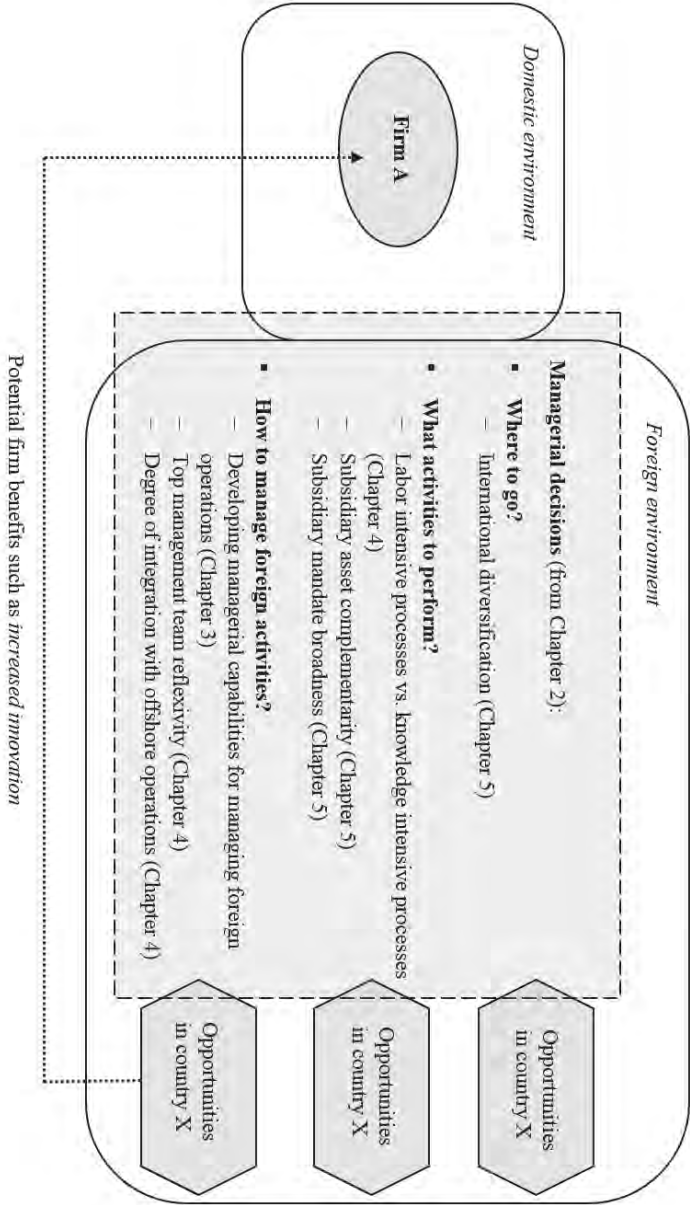 Domestic environment
Firm A
Foreign environment
Managerial decisions (from Chapter 2):
▪ Where to go?
– International diversification (Chapter 5)
▪ What activities to perform?
– Labor intensive processes vs. knowledge intensive processes
(Chapter 4)
– Subsidiary asset complementarity (Chapter 5)
– Subsidiary mandate broadness (Chapter 5)
▪ How to manage foreign activities?
– Developing managerial capabilities for managing foreign
operations (Chapter 3)
– Top management team reflexivity (Chapter 4)
– Degree of integration with offshore operations (Chapter 4)
Opportunities
in country X
Opportunities
in country X
Opportunities
in country X
Potential firm benefits such as increased innovation